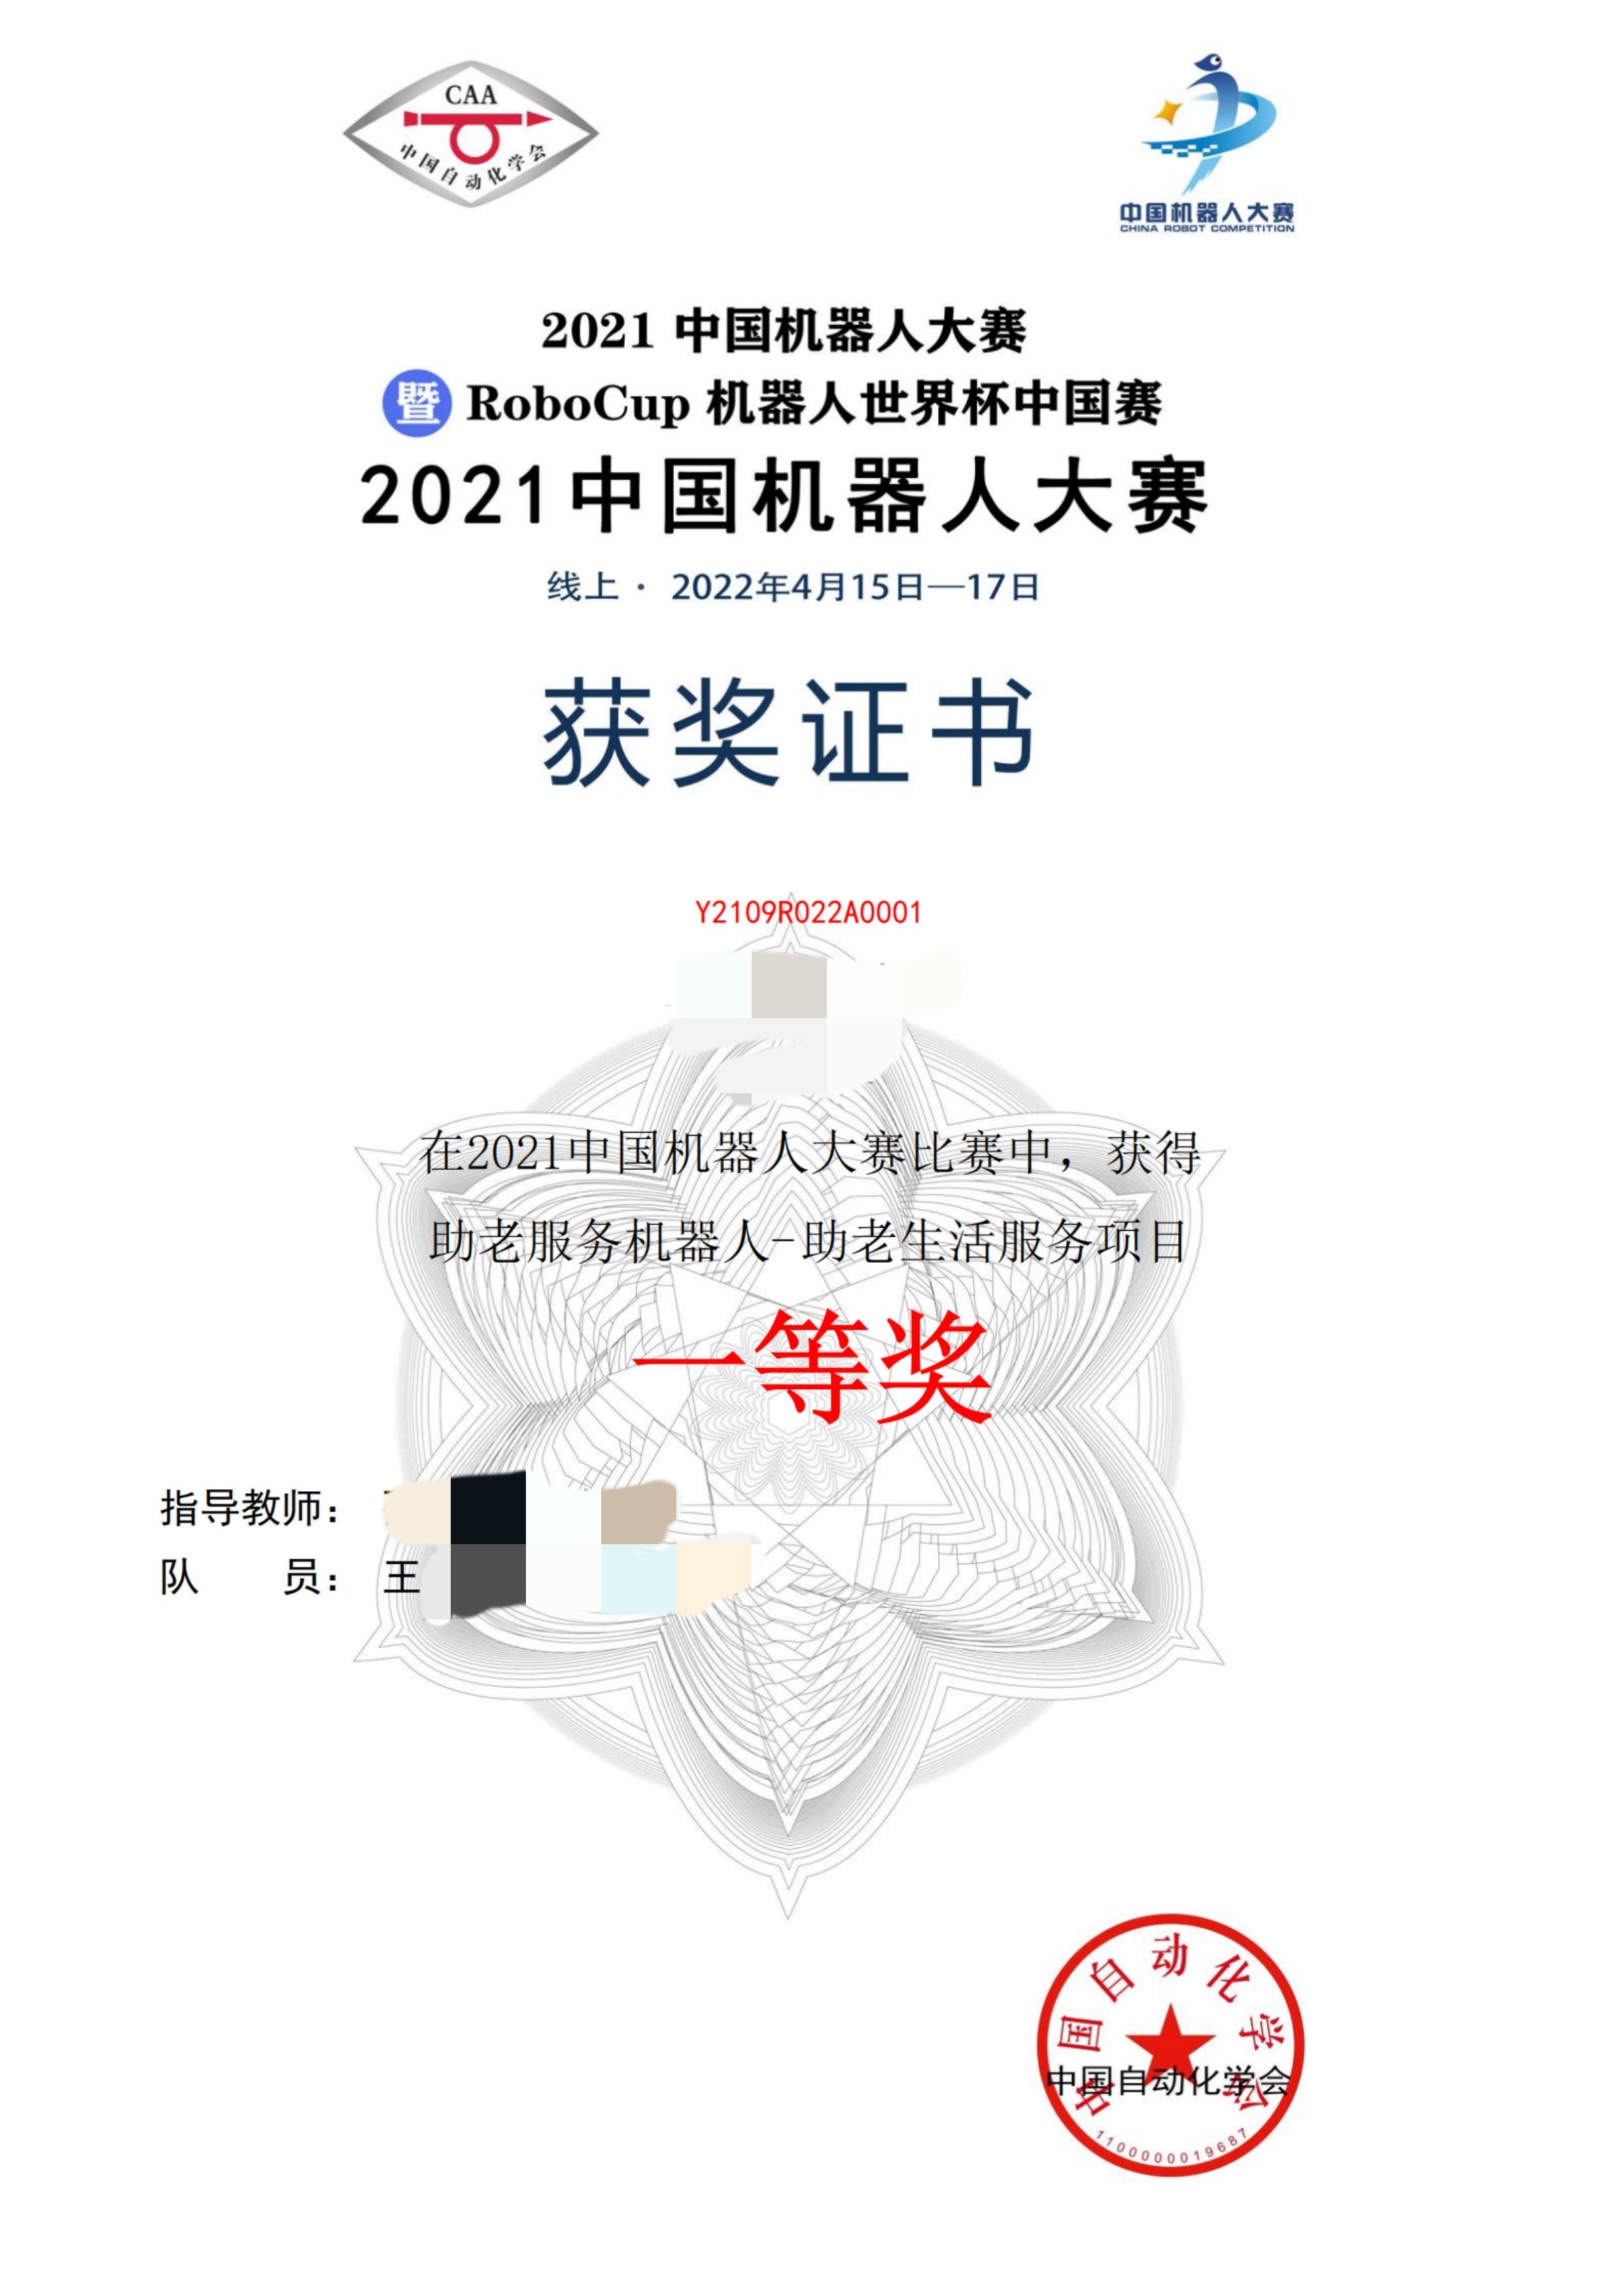 CAA
中国自动化学会
中国机器人大赛
CHINA ROBOT COMPETITION
2021 中国机器人大赛
暨 RoboCup 机器人世界杯中国赛
2021中国机器人大赛
线上 · 2022年4月15日—17日
获奖证书
Y2109R022A0001
在2021中国机器人大赛比赛中，获得
助老服务机器人-助老生活服务项目
一等奖
指导教师：
队 员： 王
中国自动化学会
中国自动化学会
1100000019687